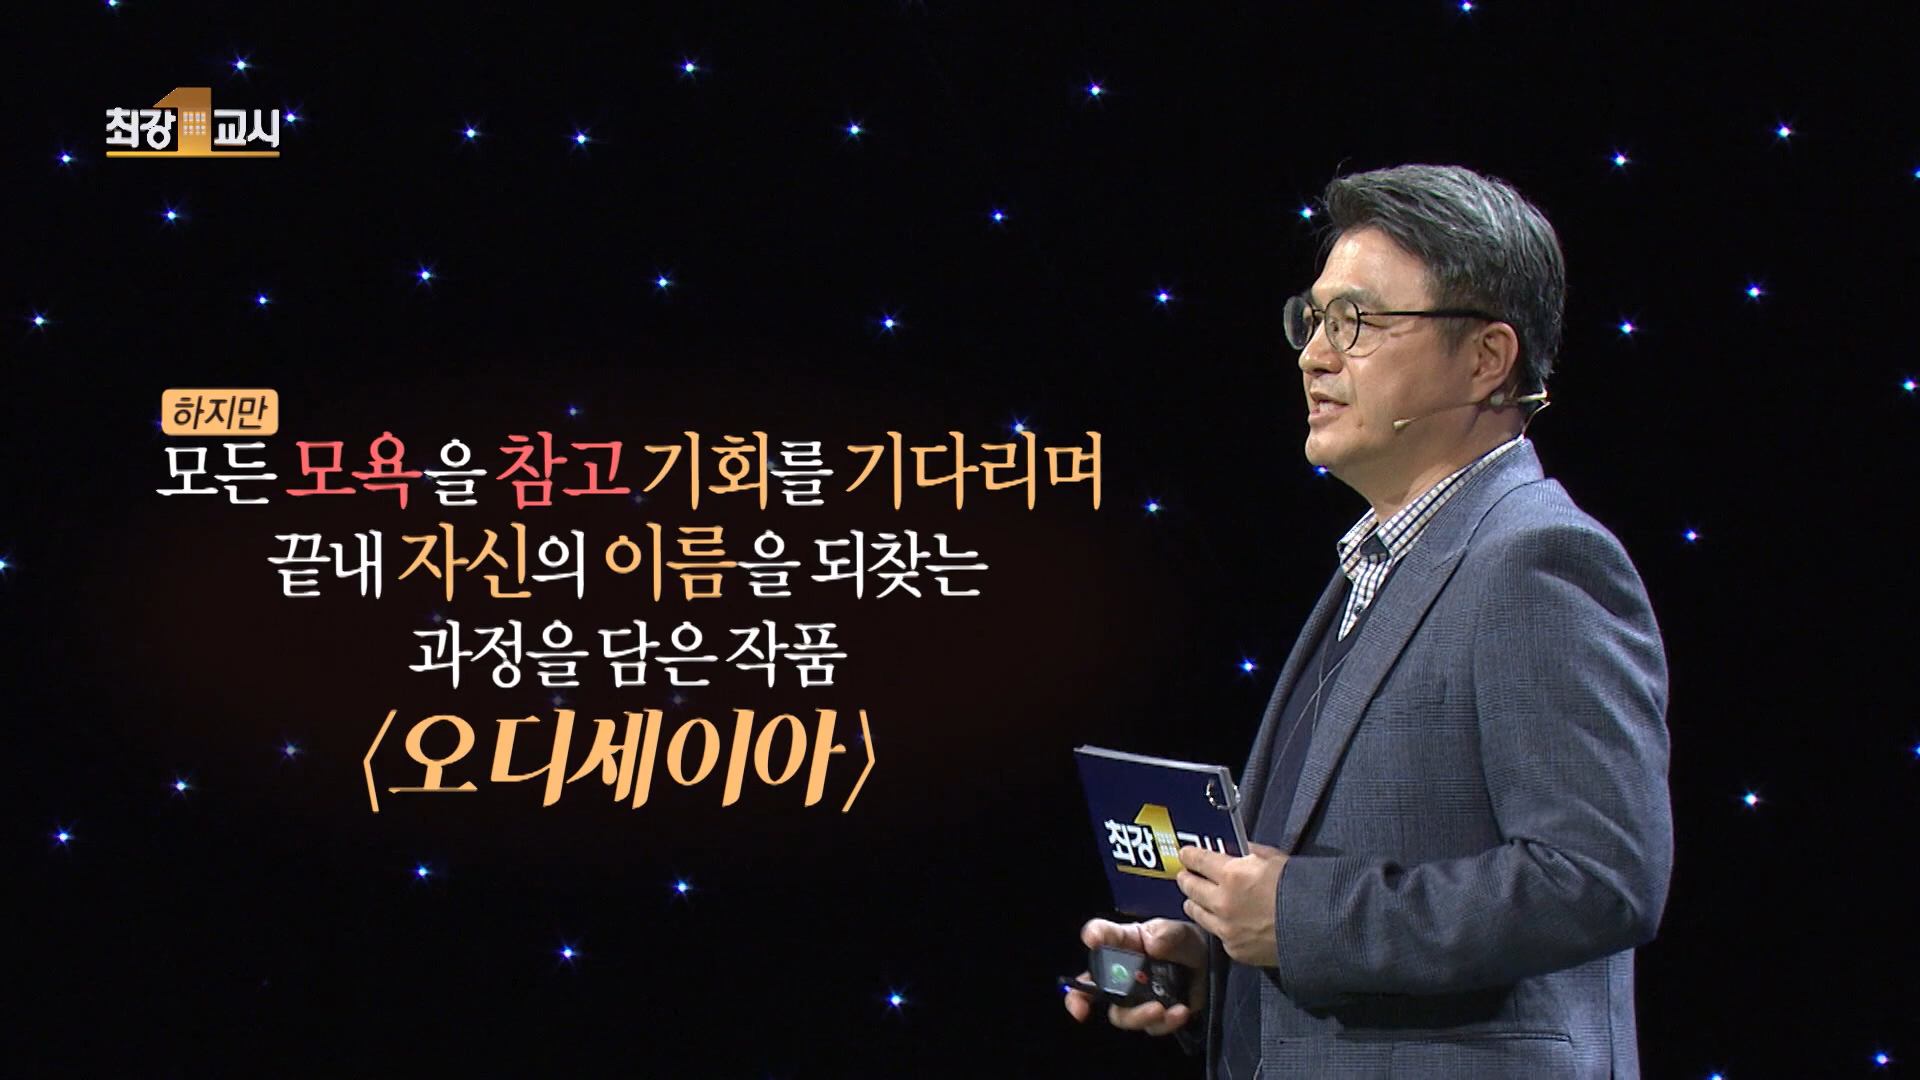 최강1교시
하지만
모든 모욕을 참고 기회를 기다리며
끝내 자신의 이름을 되찾는
과정을 담은 작품
〈오디세이아〉
최강1교시